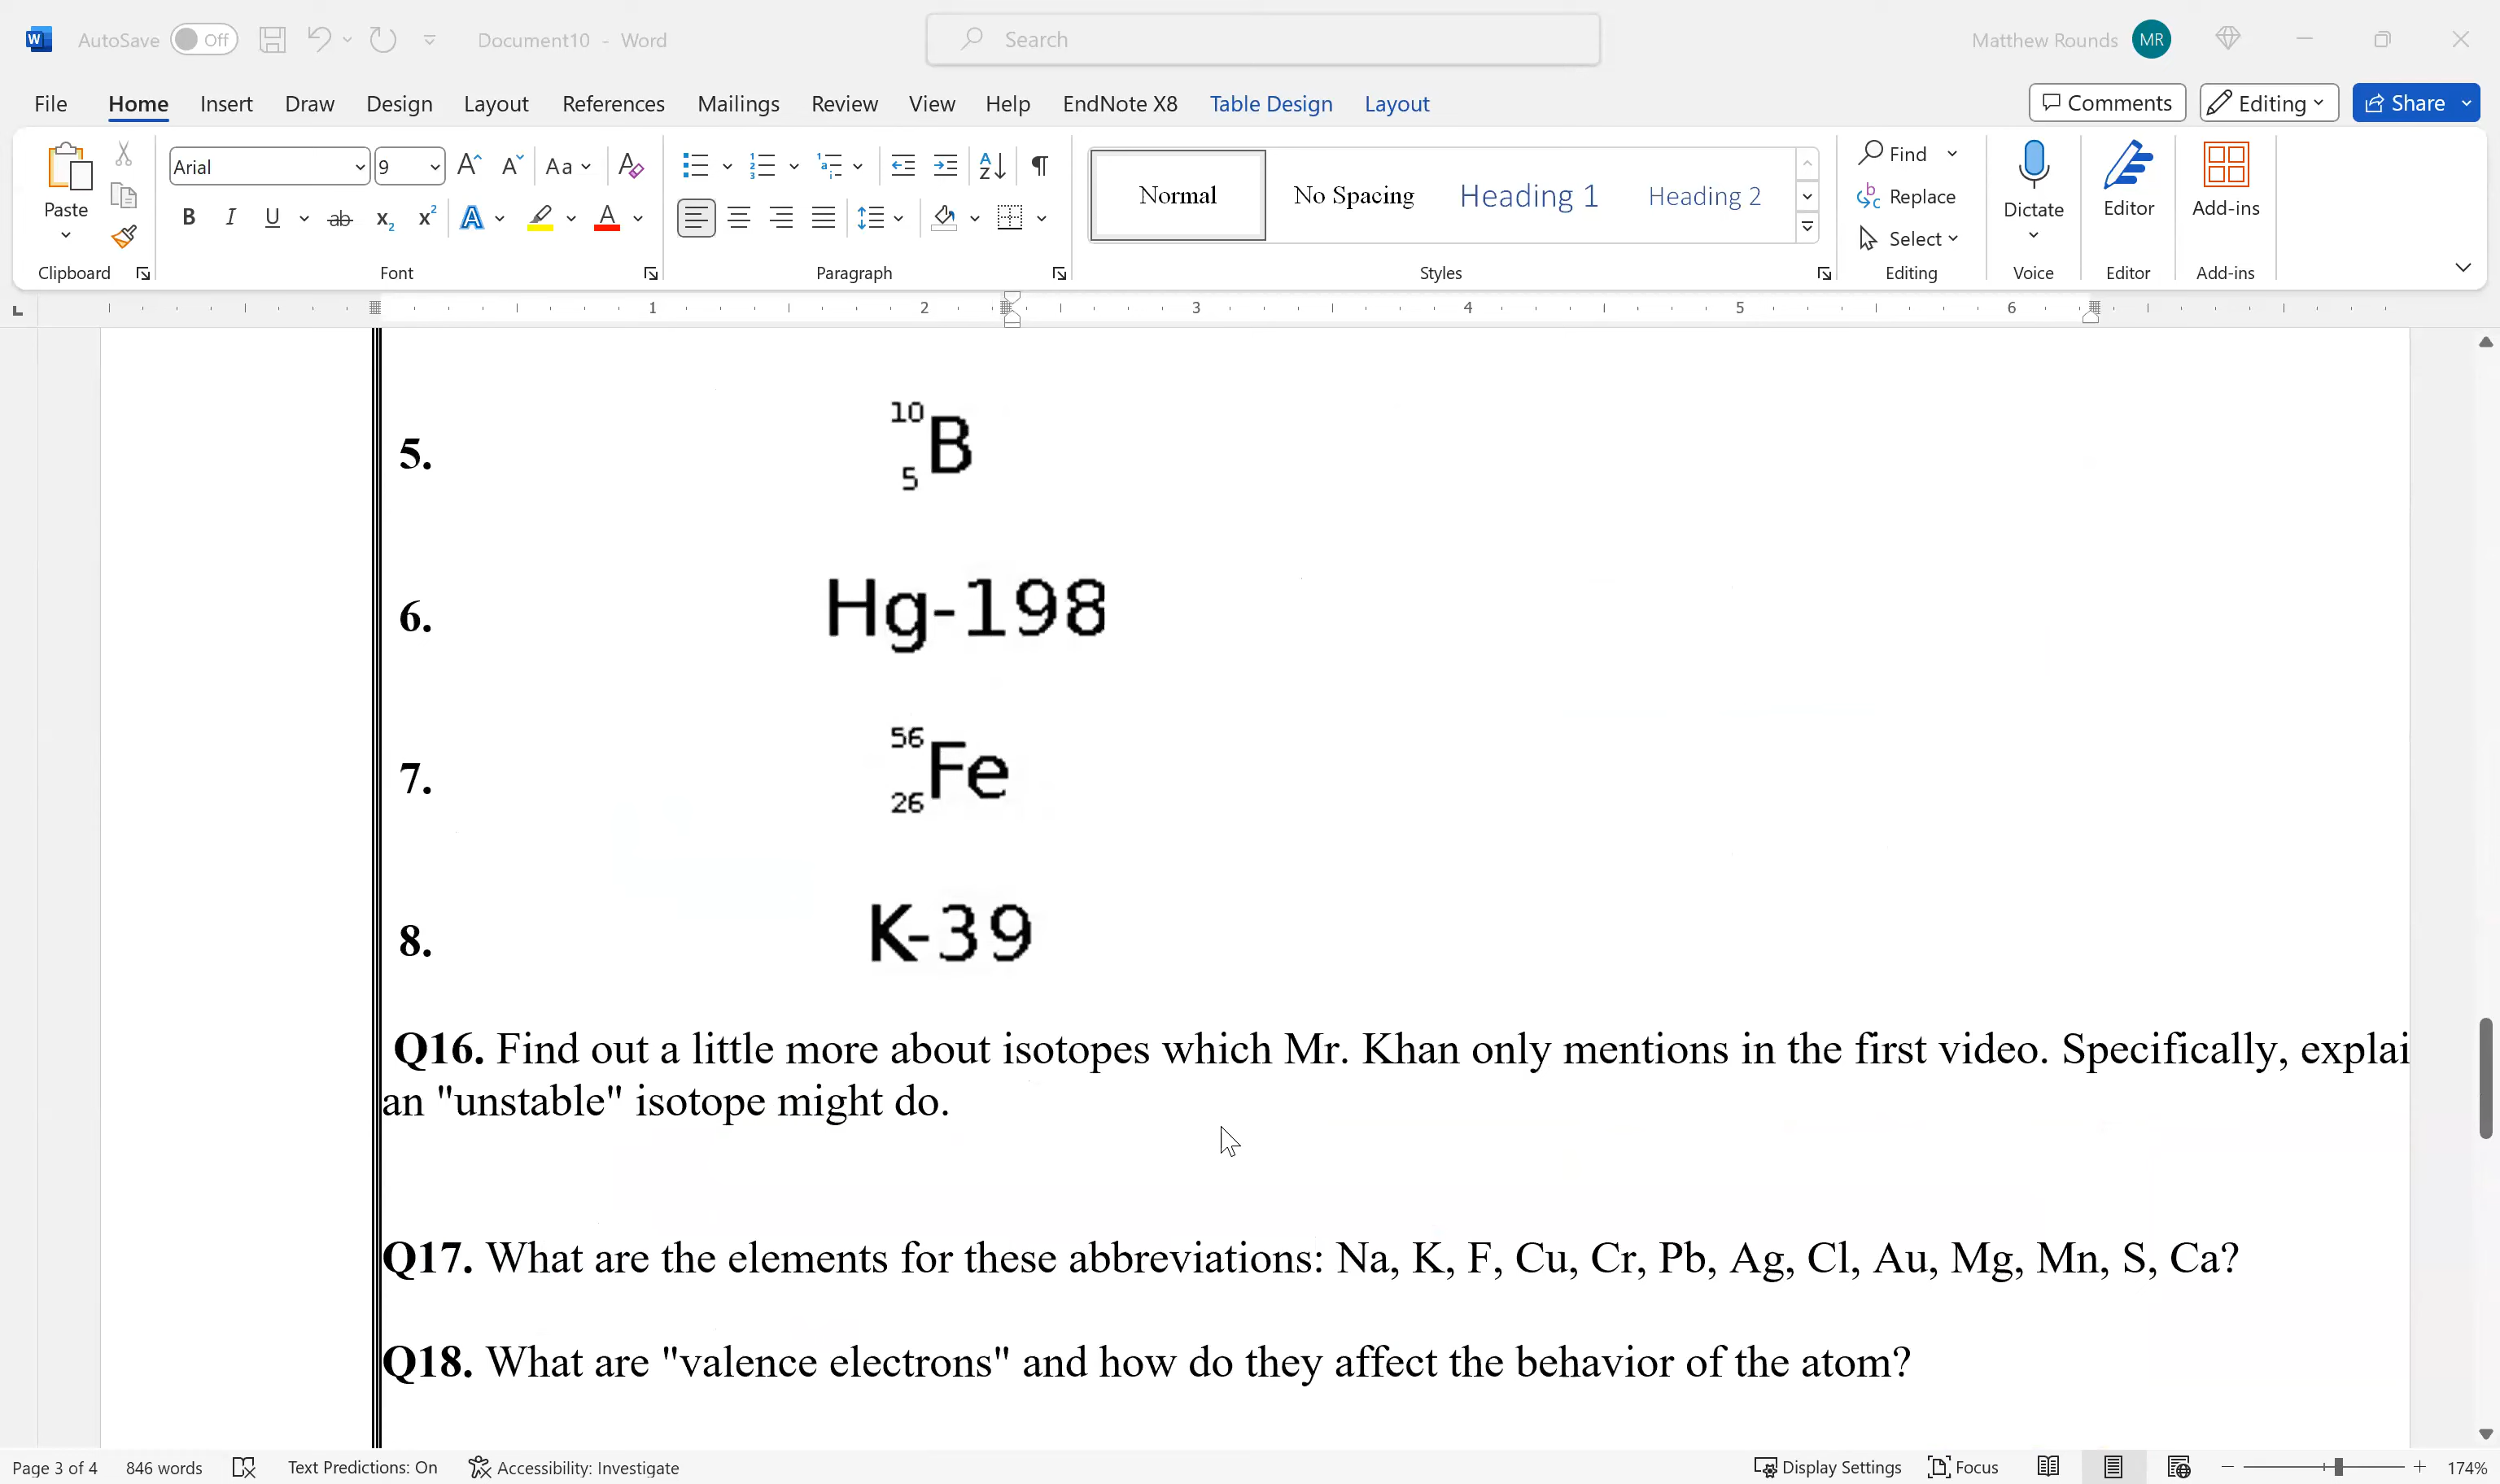 AutoSave Off Document10 - Word Search Matthew Rounds MR
File Home Insert Draw Design Layout References Mailings Review View Help EndNote X8 Table Design Layout Comments Editing Share
Paste Arial 9 Aa Normal No Spacing Heading 1 Heading 2 Find Replace Select Dictate Editor Add-ins
Clipboard Font Paragraph Styles Editing Voice Editor Add-ins
1 2 3 4 5 6
5. 10 5 B
6. Hg-198
7. 56 26 Fe
8. K-39
Q16. Find out a little more about isotopes which Mr. Khan only mentions in the first video. Specifically, explai
an "unstable" isotope might do.
Q17. What are the elements for these abbreviations: Na, K, F, Cu, Cr, Pb, Ag, Cl, Au, Mg, Mn, S, Ca?
Q18. What are "valence electrons" and how do they affect the behavior of the atom?
Page 3 of 4 846 words Text Predictions: On Accessibility: Investigate Display Settings Focus 174%